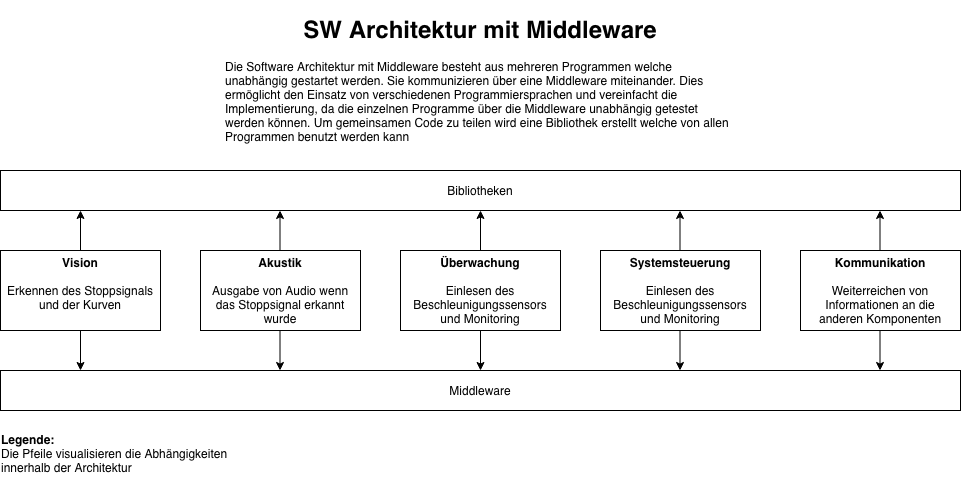 SW Architektur mit Middleware
Die Software Architektur mit Middleware besteht aus mehreren Programmen welche
unabhängig gestartet werden. Sie kommunizieren über eine Middleware miteinander. Dies
ermöglicht den Einsatz von verschiedenen Programmiersprachen und vereinfacht die
Implementierung, da die einzelnen Programme über die Middleware unabhängig getestet
werden können. Um gemeinsamen Code zu teilen wird eine Bibliothek erstellt welche von allen
Programmen benutzt werden kann
Bibliotheken
Vision
Erkennen des Stoppsignals
und der Kurven
Akustik
Ausgabe von Audio wenn
das Stoppsignal erkannt
wurde
Überwachung
Einlesen des
Beschleunigungssensors
und Monitoring
Systemsteuerung
Einlesen des
Beschleunigungssensors
und Monitoring
Kommunikation
Weiterreichen von
Informationen an die
anderen Komponenten
Middleware
Legende:
Die Pfeile visualisieren die Abhängigkeiten
innerhalb der Architektur